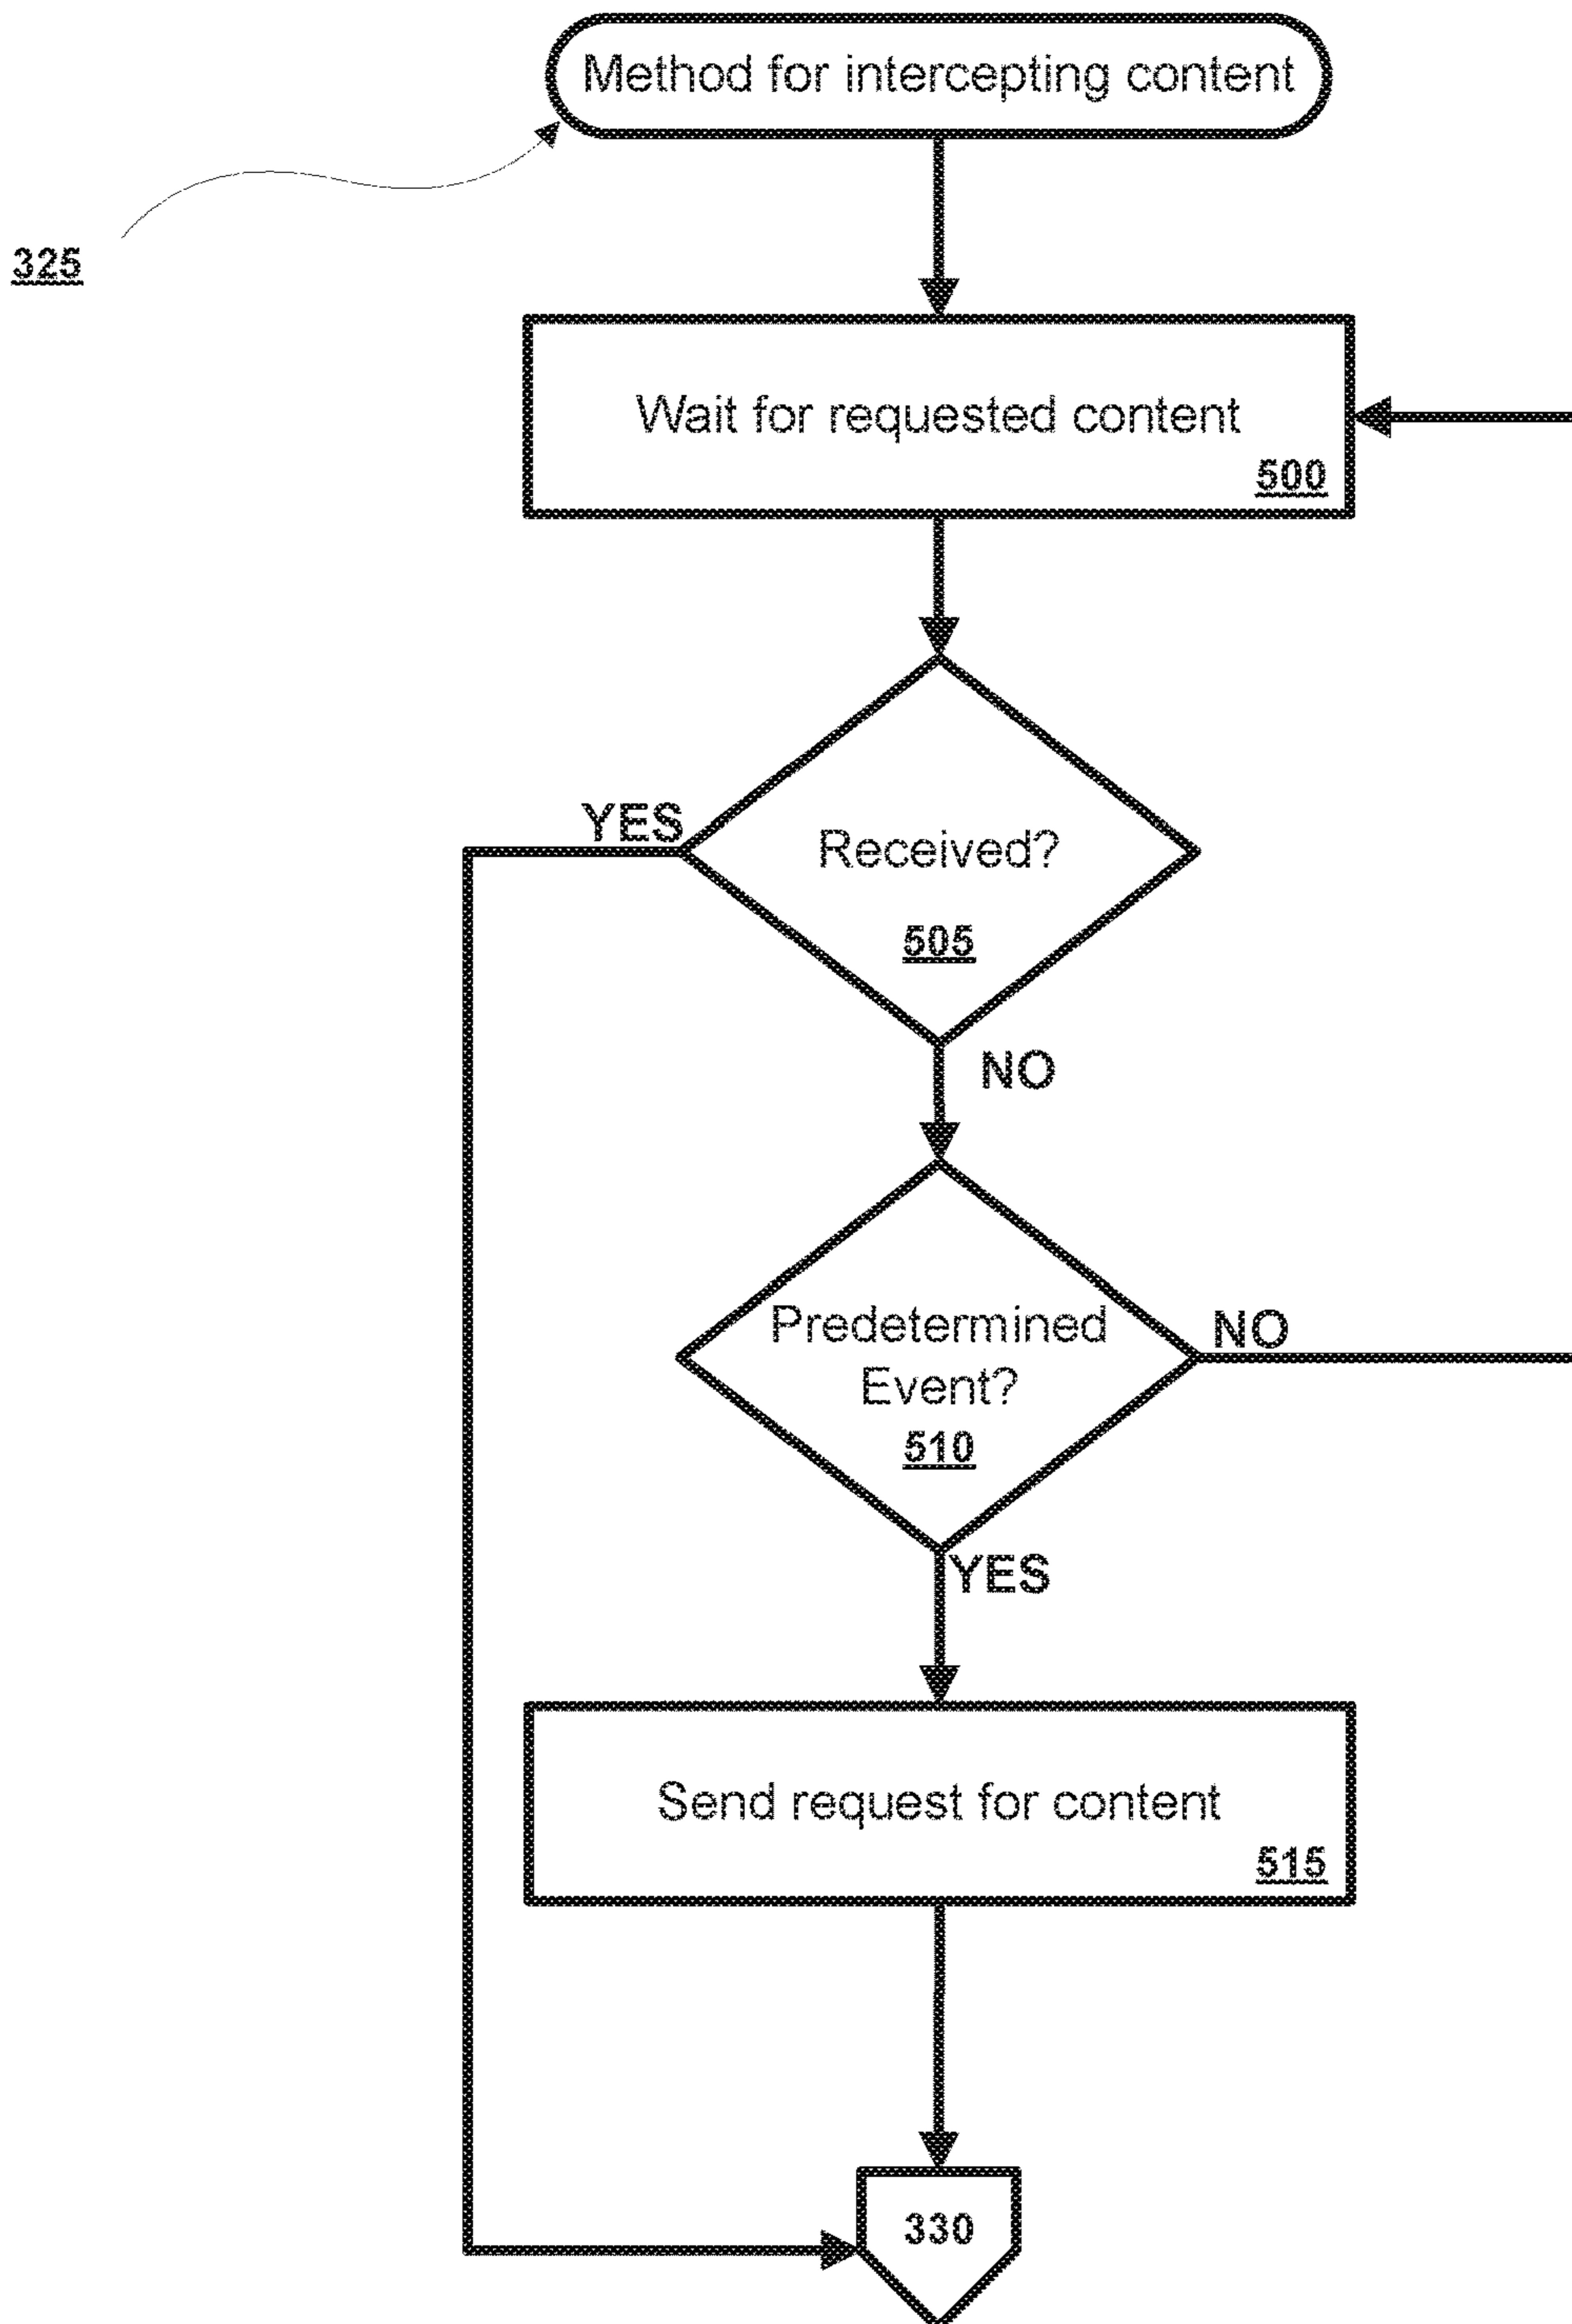 Method for intercepting content
325
Wait for requested content
500
YES
Received?
505
NO
Predetermined
Event?
510
NO
YES
Send request for content
515
330